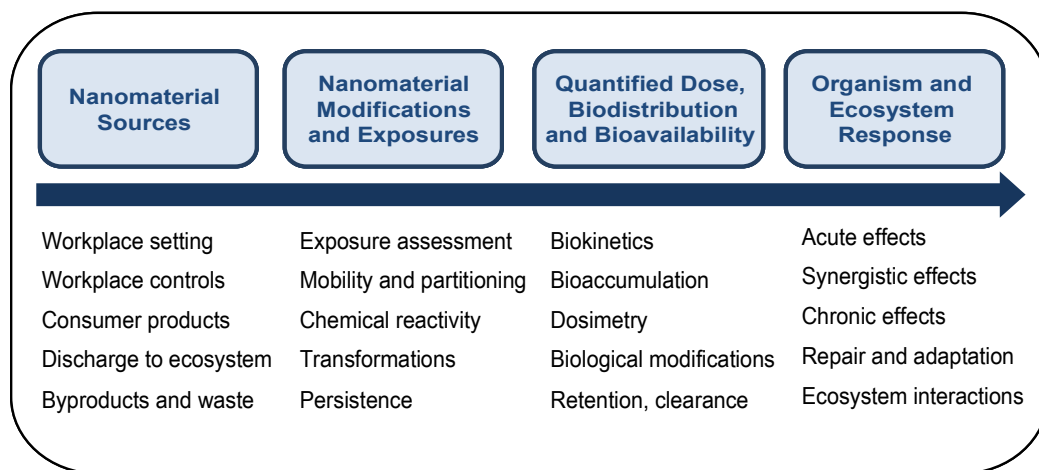 Nanomaterial
Sources
Nanomaterial
Modifications
and Exposures
Quantified Dose,
Biodistribution
and Bioavailability
Organism and
Ecosystem
Response
Workplace setting
Workplace controls
Consumer products
Discharge to ecosystem
Byproducts and waste
Exposure assessment
Mobility and partitioning
Chemical reactivity
Transformations
Persistence
Biokinetics
Bioaccumulation
Dosimetry
Biological modifications
Retention, clearance
Acute effects
Synergistic effects
Chronic effects
Repair and adaptation
Ecosystem interactions